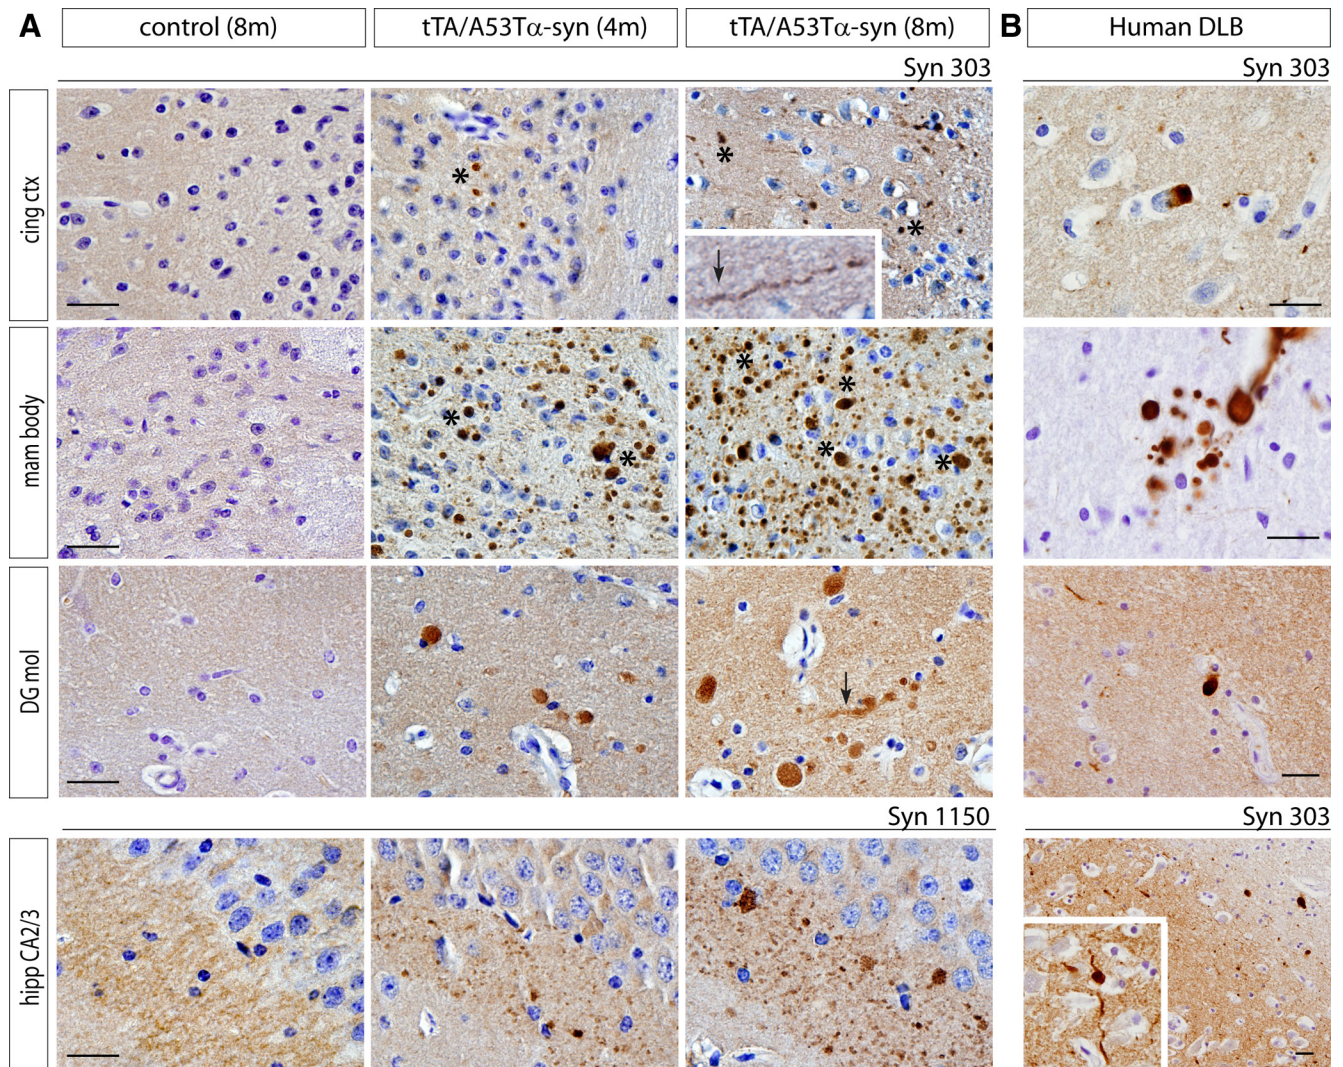 A
control (8m)
tTA/A53Tα-syn (4m)
tTA/A53Tα-syn (8m)
B
Human DLB
Syn 303
Syn 303
cing ctx
*
*
*
mam body
*
*
*
*
*
*
DG mol
Syn 1150
Syn 303
hipp CA2/3